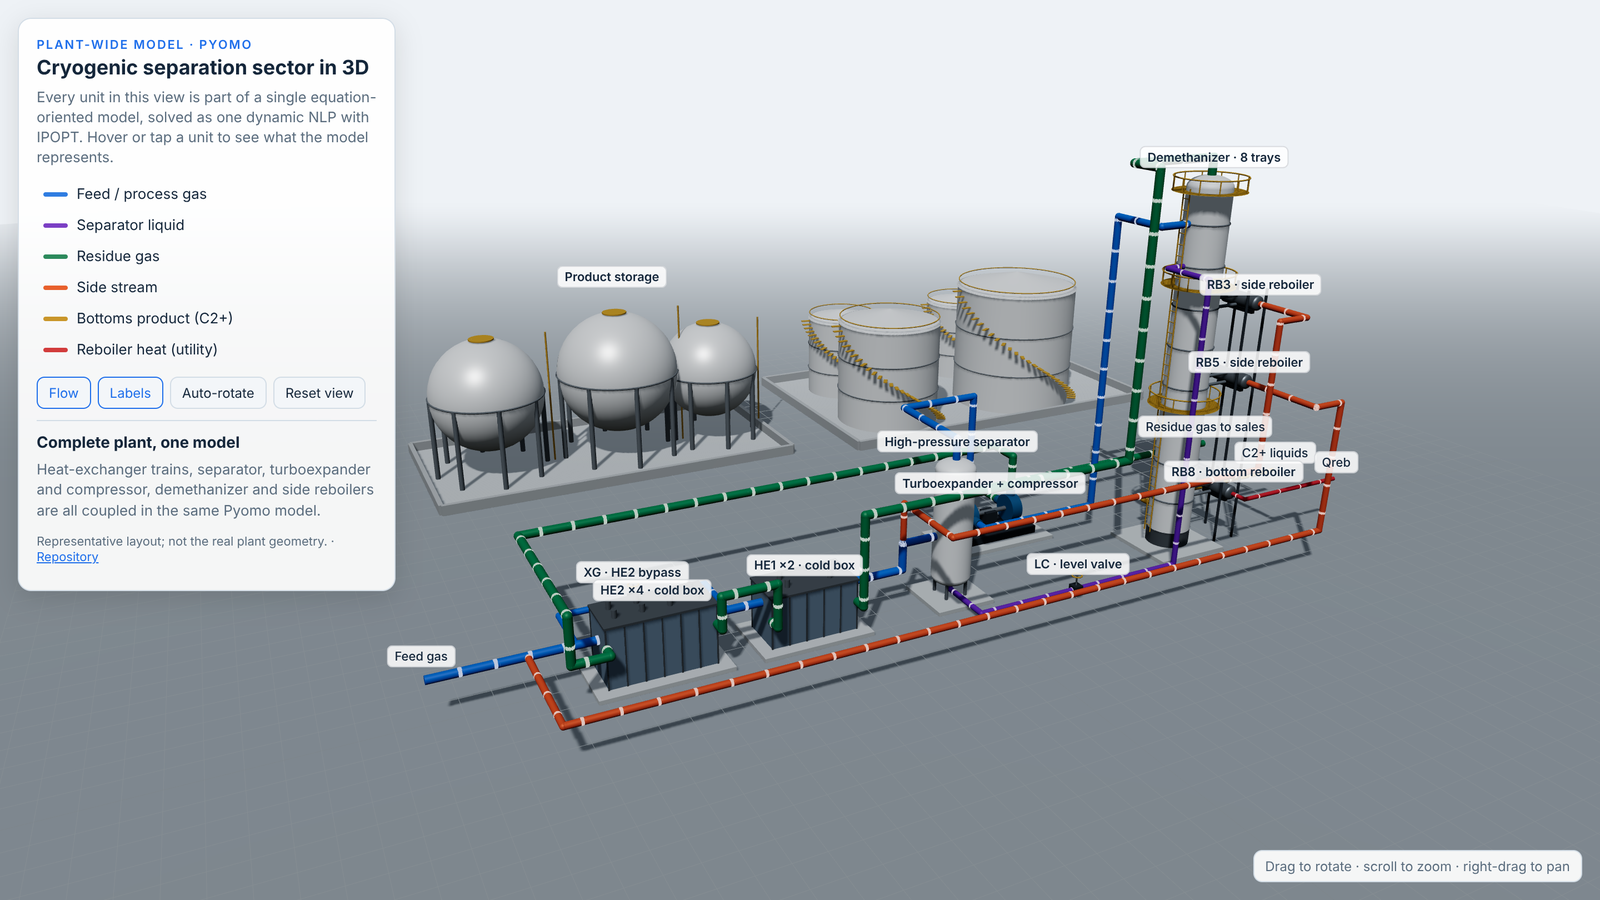 PLANT-WIDE MODEL · PYOMO
Cryogenic separation sector in 3D
Every unit in this view is part of a single equation-
oriented model, solved as one dynamic NLP with
IPOPT. Hover or tap a unit to see what the model
represents.
Feed / process gas
Separator liquid
Residue gas
Side stream
Bottoms product (C2+)
Reboiler heat (utility)
Flow
Labels
Auto-rotate
Reset view
Complete plant, one model
Heat-exchanger trains, separator, turboexpander
and compressor, demethanizer and side reboilers
are all coupled in the same Pyomo model.
Representative layout; not the real plant geometry. ·
Repository
Demethanizer · 8 trays
Product storage
RB3 · side reboiler
RB5 · side reboiler
Residue gas to sales
High-pressure separator
C2+ liquids
Qreb
RB8 · bottom reboiler
Turboexpander + compressor
LC · level valve
HE1 ×2 · cold box
XG · HE2 bypass
HE2 ×4 · cold box
Feed gas
Drag to rotate · scroll to zoom · right-drag to pan